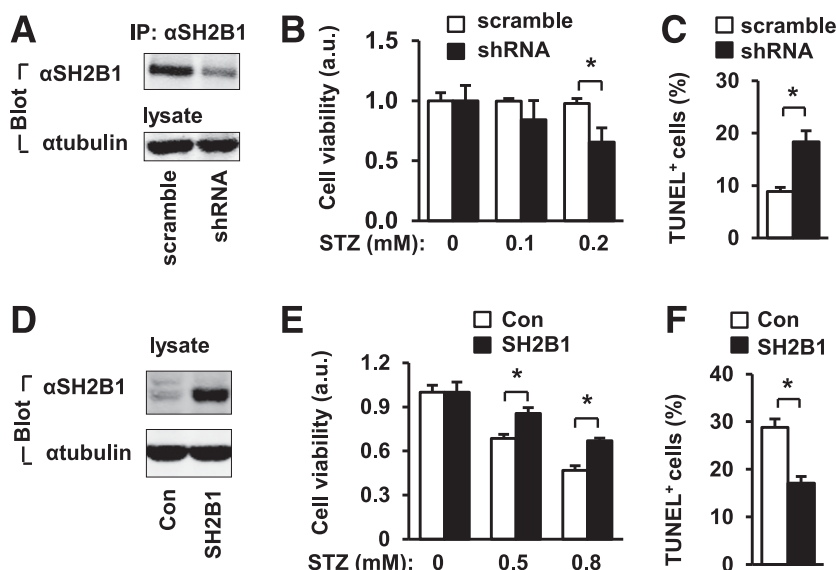 A
IP: αSH2B1
αSH2B1
Blot
lysate
αtubulin
scramble
shRNA
B
scramble
shRNA
Cell viability (a.u.)
1.5
1.0
0.5
0.0
*
STZ (mM): 0 0.1 0.2
C
scramble
shRNA
TUNEL⁺ cells (%)
30
20
10
0
*
D
lysate
αSH2B1
Blot
αtubulin
Con
SH2B1
E
Con
SH2B1
Cell viability (a.u.)
1.2
0.9
0.6
0.3
0
*
*
STZ (mM): 0 0.5 0.8
F
Con
SH2B1
TUNEL⁺ cells (%)
40
30
20
10
0
*